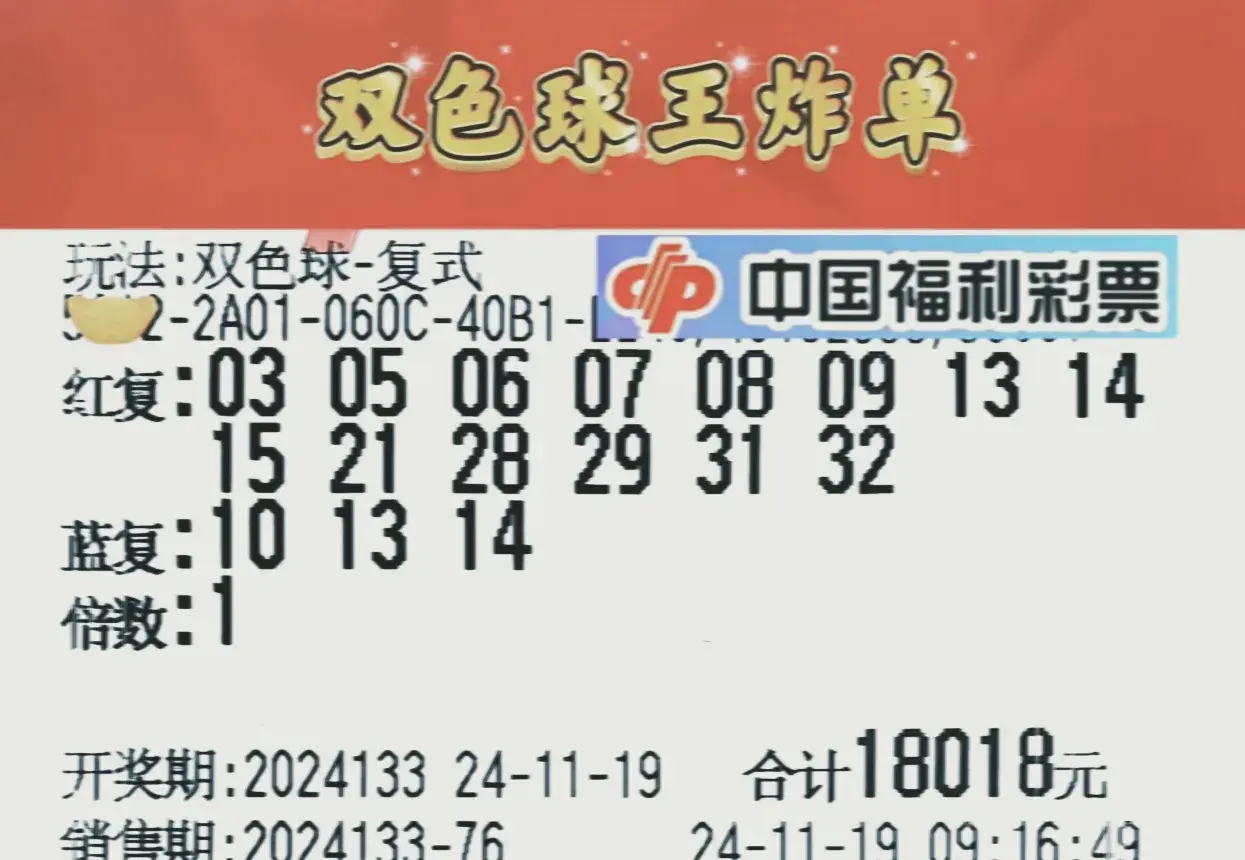 双色球王炸单
玩法:双色球-复式
中国福利彩票
2-2A01-060C-40B1-
红复:03 05 06 07 08 09 13 14
15 21 28 29 31 32
蓝复:10 13 14
倍数:1
开奖期:2024133 24-11-19 合计18018元
销售期:2024133-76 24-11-19 09:16:49